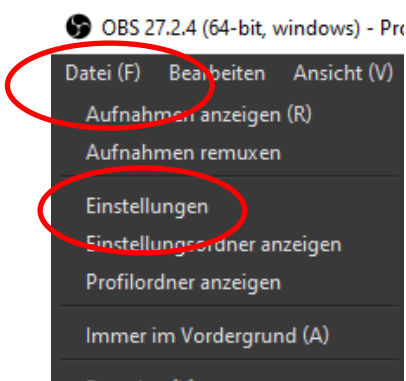 OBS 27.2.4 (64-bit, windows) - Pro
Datei (F) Bearbeiten Ansicht (V)
Aufnahmen anzeigen (R)
Aufnahmen remuxen
Einstellungen
Einstellungsordner anzeigen
Profilordner anzeigen
Immer im Vordergrund (A)